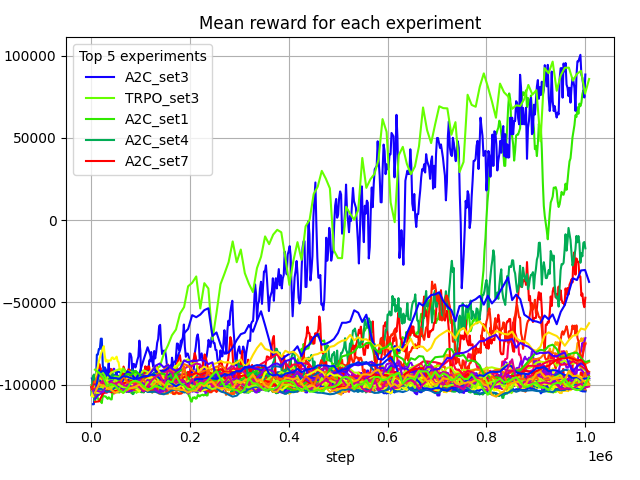 Mean reward for each experiment
Top 5 experiments
A2C_set3
TRPO_set3
A2C_set1
A2C_set4
A2C_set7
100000
50000
0
−50000
−100000
0.0 0.2 0.4 0.6 0.8 1.0
1e6
step